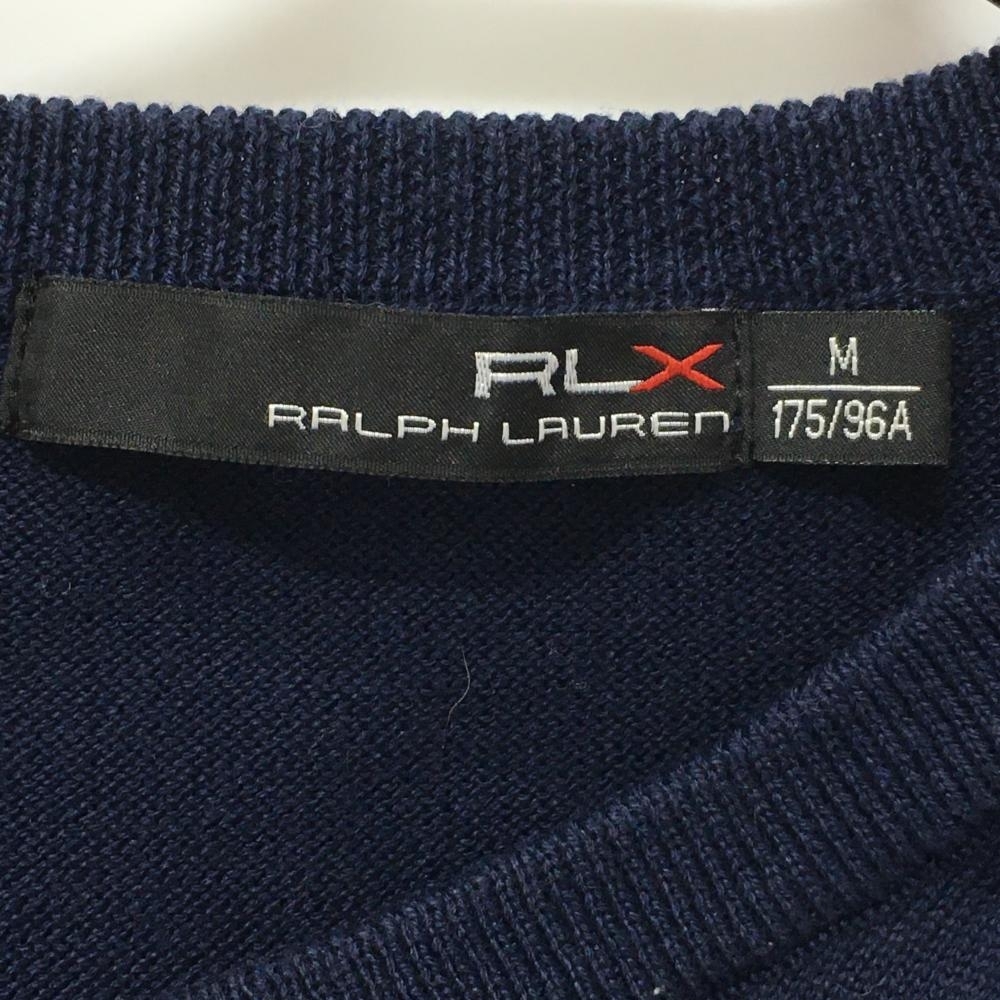 RLX
RALPH LAUREN
M
175/96A